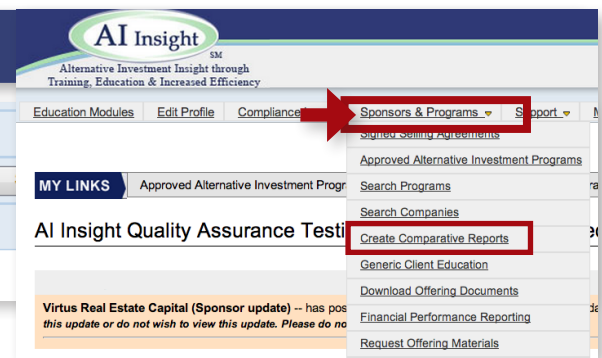 AI Insight
SM
Alternative Investment Insight through
Training, Education & Increased Efficiency
Education Modules Edit Profile Compliance Sponsors & Programs Support
Signed Selling Agreements
Approved Alternative Investment Programs
MY LINKS Approved Alternative Investment Search Programs
Search Companies
AI Insight Quality Assurance Create Comparative Reports
Generic Client Education
Download Offering Documents
Virtus Real Estate Capital (Sponsor update) -- has
this update or do not wish to view this update. Please do Financial Performance Reporting
Request Offering Materials